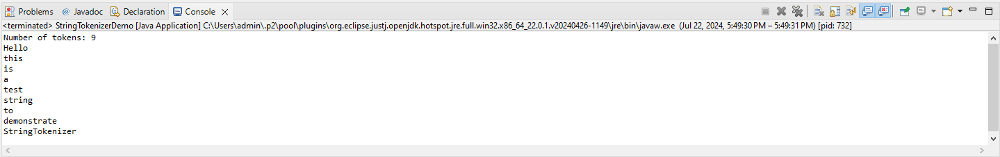 Problems @ Javadoc Declaration Console
<terminated> StringTokenizerDemo [Java Application] C:\Users\admin\.p2\pool\plugins\org.eclipse.justj.openjdk.hotspot.jre.full.win32.x86_64_22.0.1.v20240426-1149\jre\bin\javaw.exe (Jul 22, 2024, 5:49:30 PM – 5:49:31 PM) [pid: 732]
Number of tokens: 9
Hello
this
is
a
test
string
to
demonstrate
StringTokenizer